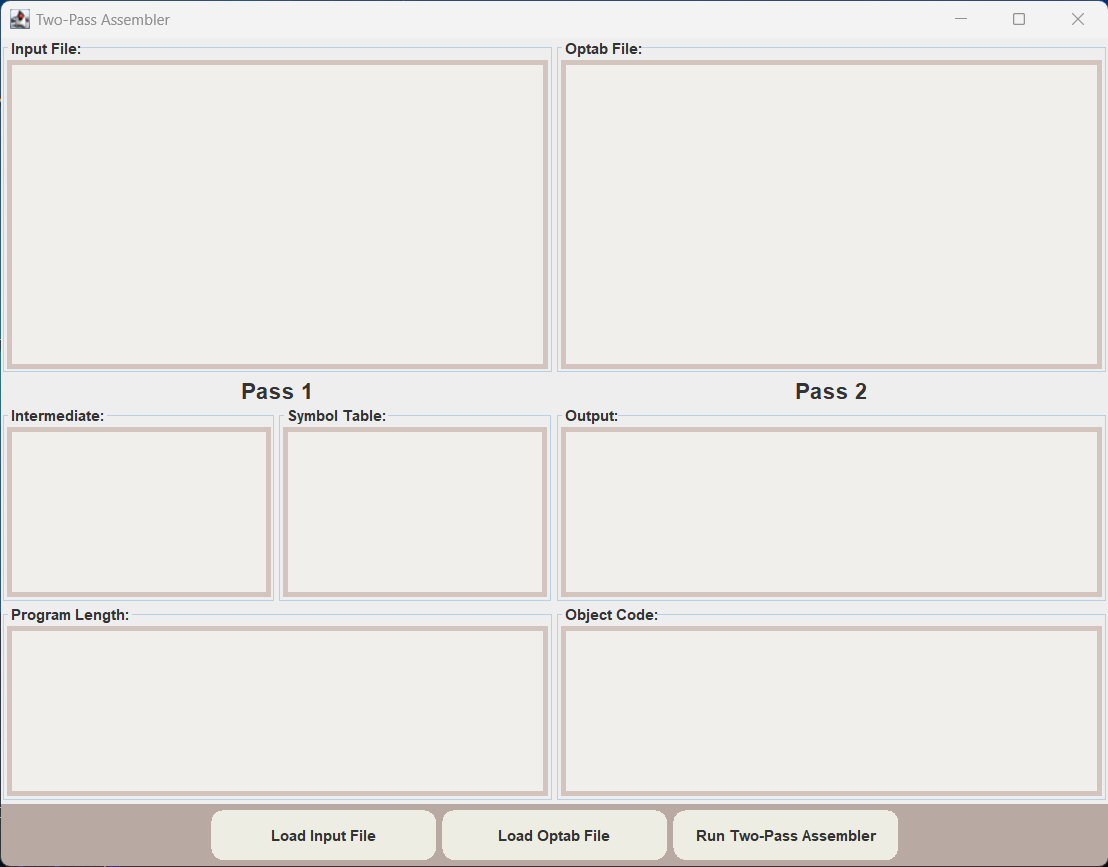 Two-Pass Assembler
Input File:
Optab File:
Pass 1
Pass 2
Intermediate:
Symbol Table:
Output:
Program Length:
Object Code:
Load Input File
Load Optab File
Run Two-Pass Assembler